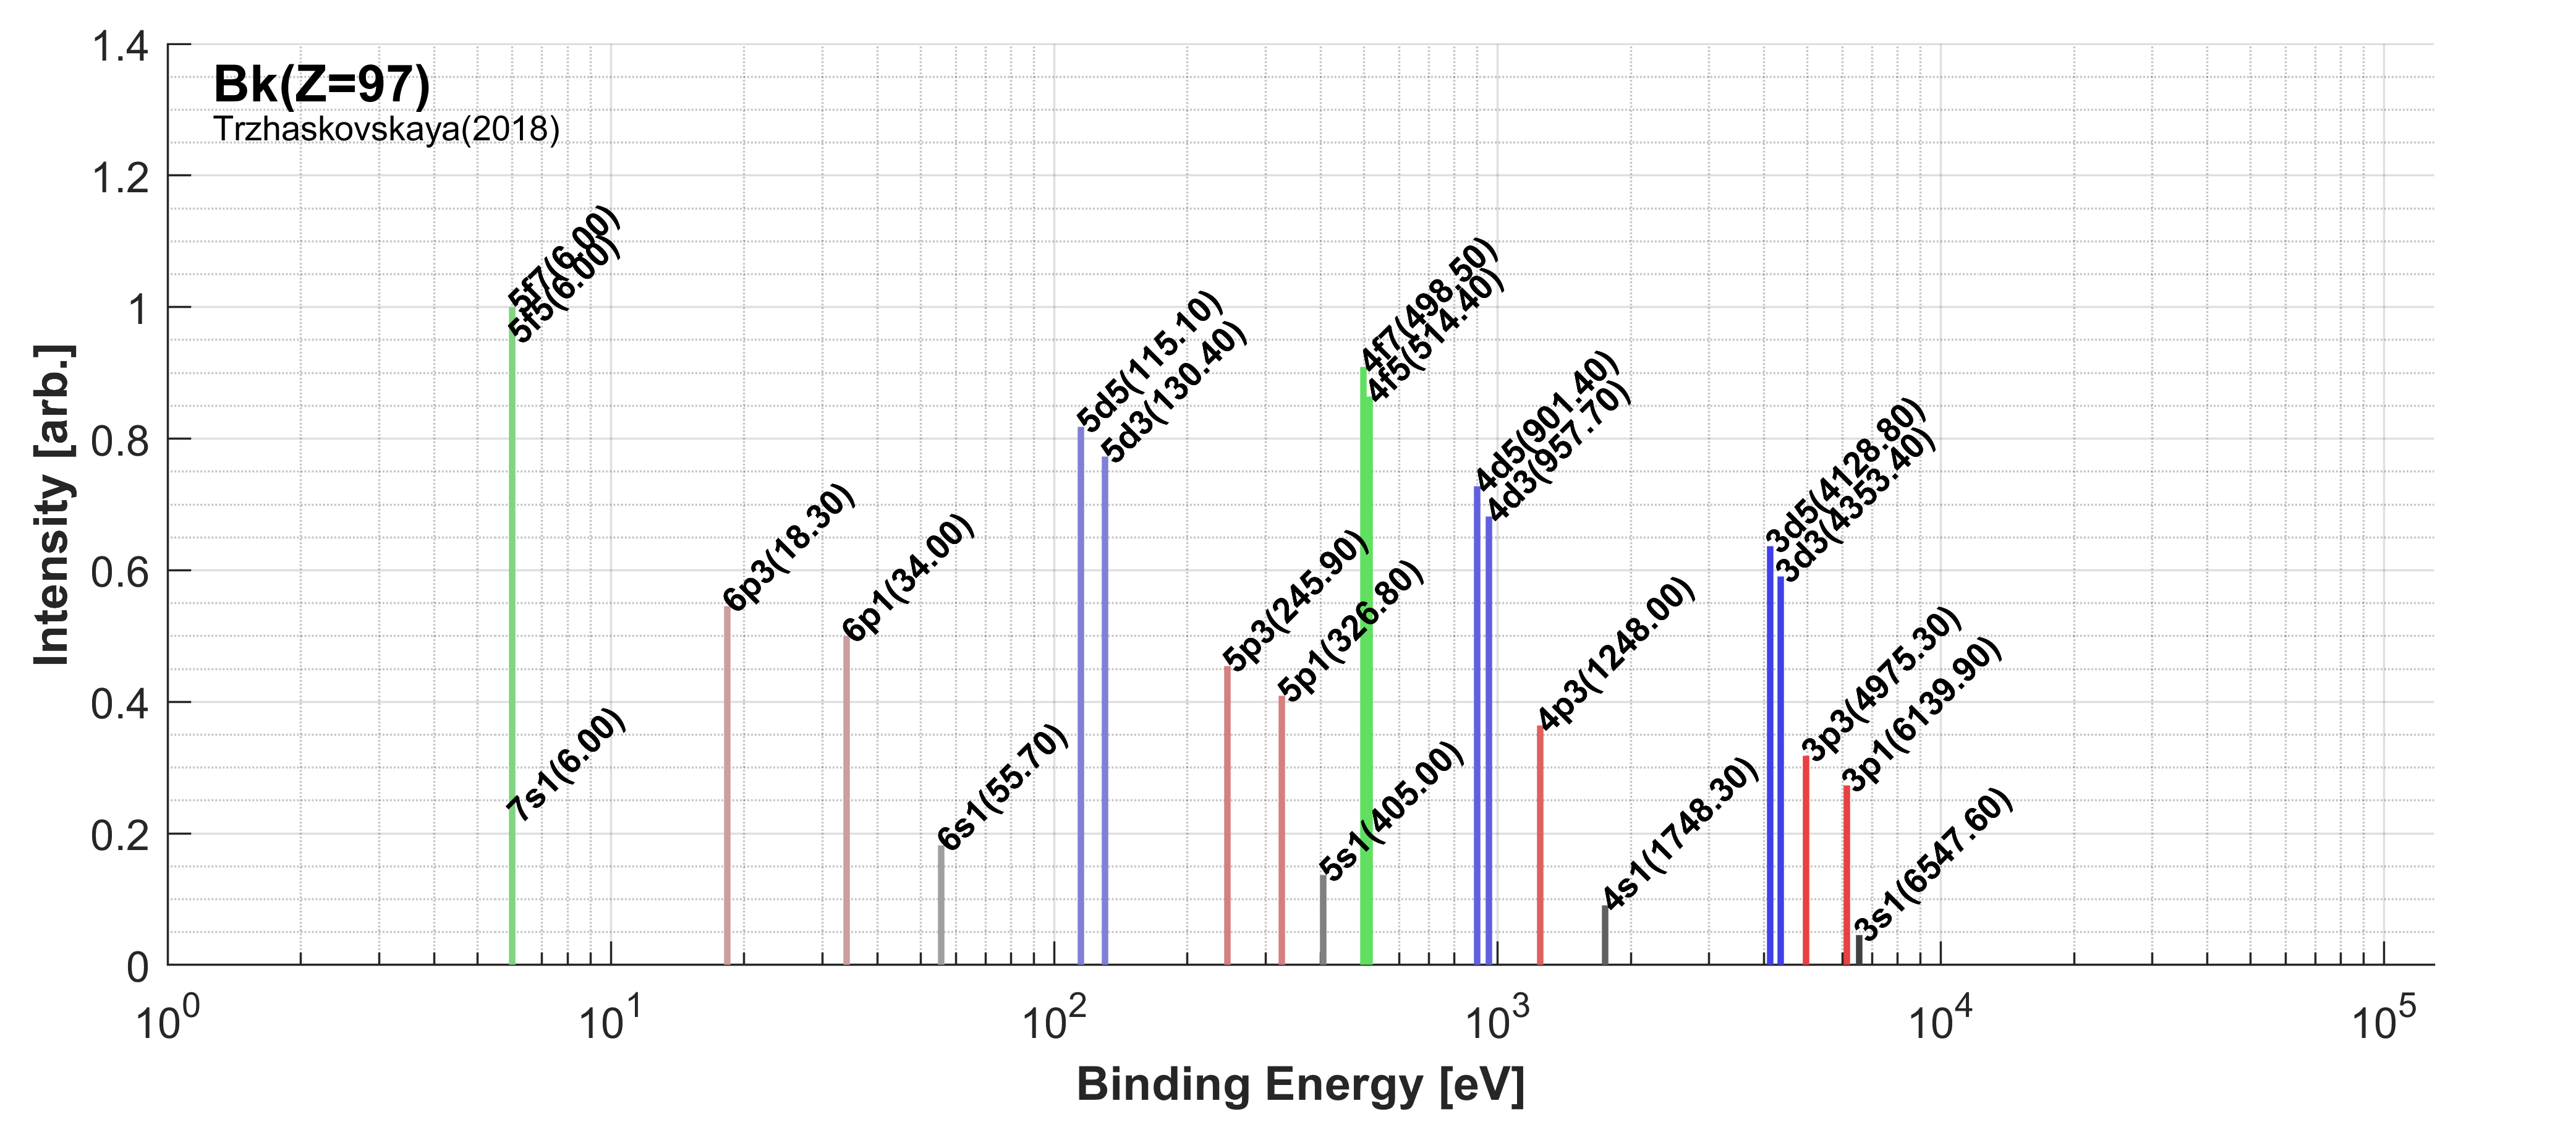 Bk(Z=97)
Trzhaskovskaya(2018)
Intensity [arb.]
1.4
1.2
1
0.8
0.6
0.4
0.2
0
5f7(6.00)
5f5(6.00)
7s1(6.00)
6p3(18.30)
6p1(34.00)
6s1(55.70)
5d5(115.10)
5d3(130.40)
5p3(245.90)
5p1(326.80)
5s1(405.00)
4f7(498.50)
4f5(514.40)
4d5(901.40)
4d3(957.70)
4p3(1248.00)
4s1(1748.30)
3d5(4128.80)
3d3(4353.40)
3p3(4975.30)
3p1(6139.90)
3s1(6547.60)
10^0
10^1
10^2
10^3
10^4
10^5
Binding Energy [eV]